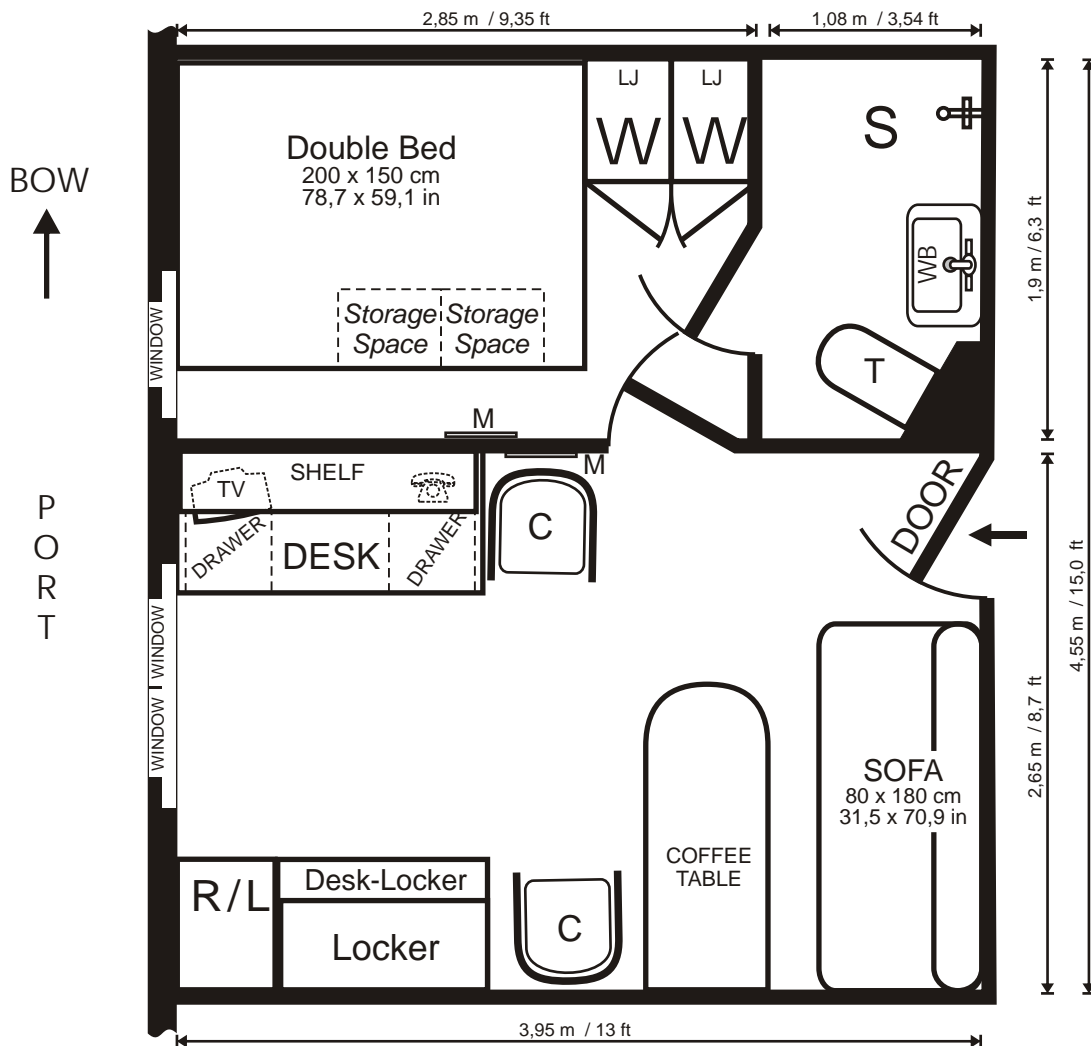 2,85 m / 9,35 ft
1,08 m / 3,54 ft
LJ
LJ
W
W
S
Double Bed
200 x 150 cm
78,7 x 59,1 in
BOW
1,9 m / 6,3 ft
WB
Storage
Space
Storage
Space
WINDOW
T
M
M
SHELF
TV
DRAWER
DESK
DRAWER
C
DOOR
PORT
4,55 m / 15,0 ft
WINDOW
WINDOW
2,65 m / 8,7 ft
SOFA
80 x 180 cm
31,5 x 70,9 in
COFFEE
TABLE
R/L
Desk-Locker
Locker
C
3,95 m / 13 ft